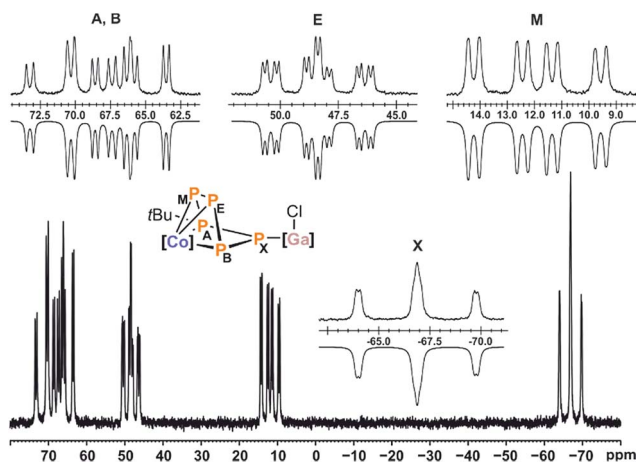 A, B
E
M
72.5 70.0 67.5 65.0 62.5
50.0 47.5 45.0
14.0 13.0 12.0 11.0 10.0 9.0
M P P E
Cl
tBu P P [Ga]
[Co] A P X
B
X
-65.0 -67.5 -70.0
70 60 50 40 30 20 10 0 −10 −20 −30 −40 −50 −60 −70 ppm